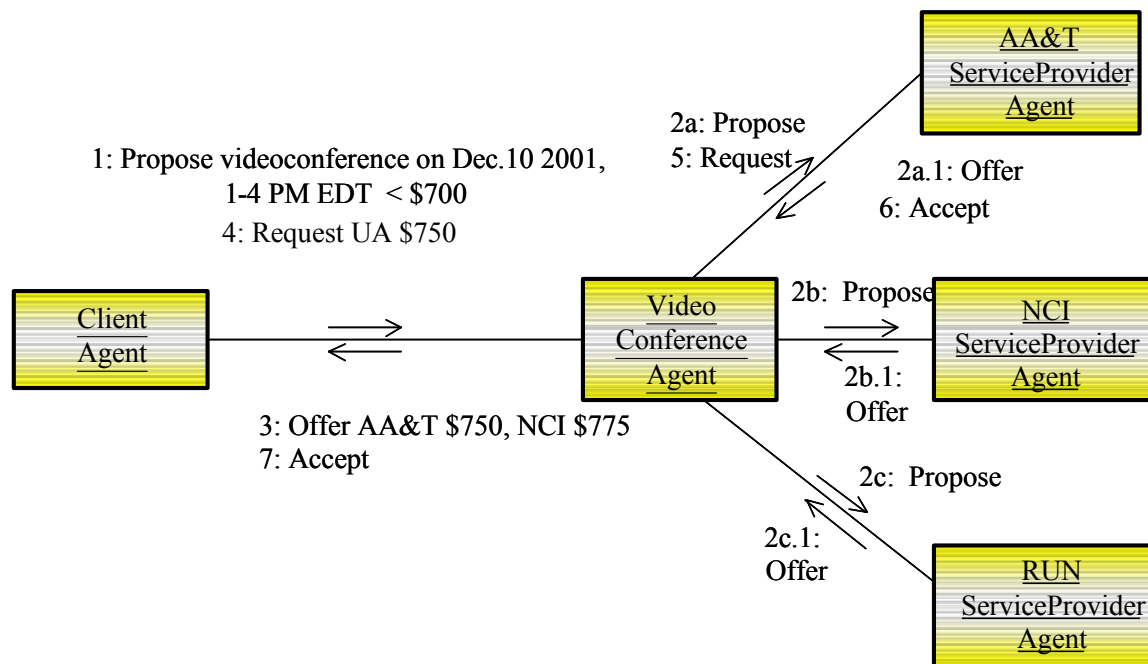 AA&T
ServiceProvider
Agent
2a: Propose
5: Request
1: Propose videoconference on Dec.10 2001,
1-4 PM EDT < $700
4: Request UA $750
2a.1: Offer
6: Accept
Client
Agent
Video
Conference
Agent
2b: Propose
NCI
ServiceProvider
Agent
2b.1:
Offer
3: Offer AA&T $750, NCI $775
7: Accept
2c: Propose
2c.1:
Offer
RUN
ServiceProvider
Agent